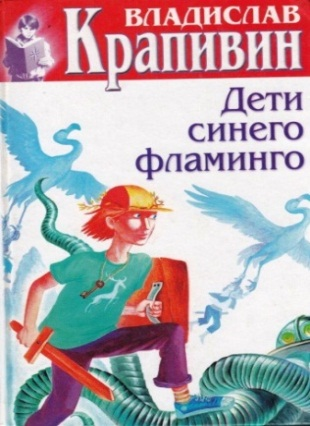 ВЛАДИСЛАВ
Крапивин
Дети
синего
фламинго